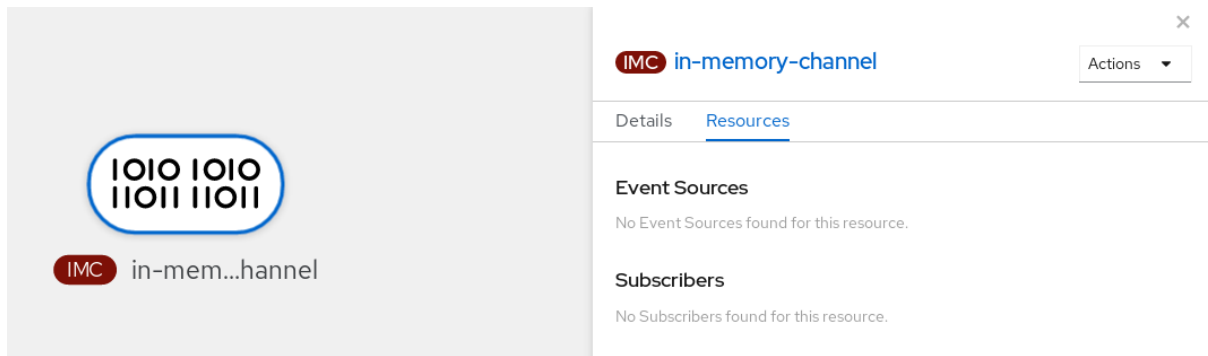 1010 1010
11011 11011
IMC in-mem...hannel
IMC in-memory-channel
Actions
Details Resources
Event Sources
No Event Sources found for this resource.
Subscribers
No Subscribers found for this resource.